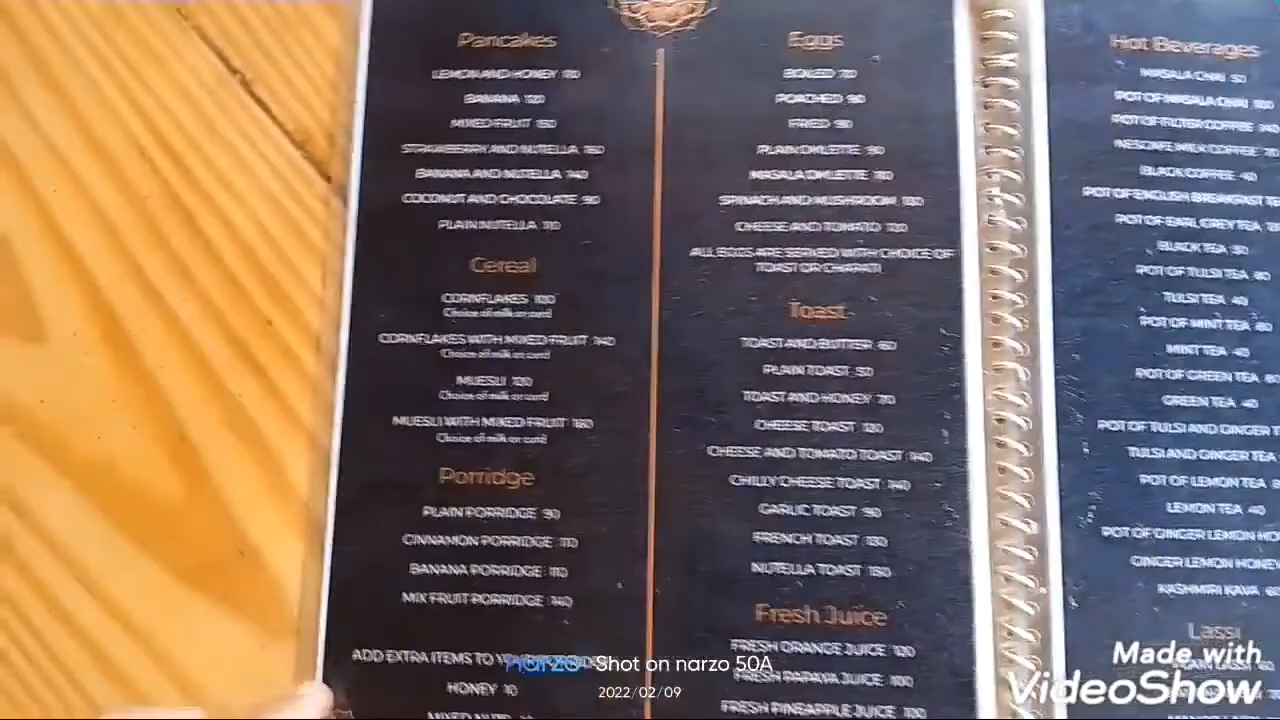 Pancakes
LEMON AND HONEY 110
BANANA 120
MIXED FRUIT 150
STRAWBERRY AND NUTELLA 160
BANANA AND NUTELLA 140
COCONUT AND CHOCOLATE 90
PLAIN NUTELLA 110
Cereal
CORNFLAKES 100
Choice of milk or curd
CORNFLAKES WITH MIXED FRUIT 140
Choice of milk or curd
MUESLI 120
Choice of milk or curd
MUESLI WITH MIXED FRUIT 160
Choice of milk or curd
Porridge
PLAIN PORRIDGE 90
CINNAMON PORRIDGE 110
BANANA PORRIDGE 110
MIX FRUIT PORRIDGE 140
ADD EXTRA ITEMS TO
HONEY 10
Eggs
BOILED 70
POACHED 90
FRIED 90
PLAIN OMLETTE 90
MASALA OMLETTE 110
SPINACH AND MUSHROOM 130
CHEESE AND TOMATO
ALL EGGS ARE SERVED WITH CHOICE OF
TOAST OR CHAPATI
Toast
TOAST AND BUTTER 60
PLAIN TOAST 50
TOAST AND HONEY 70
CHEESE TOAST 120
CHEESE AND TOMATO TOAST 140
CHILLY CHEESE TOAST 140
GARLIC TOAST 90
FRENCH TOAST 130
NUTELLA TOAST 150
Fresh Juice
FRESH ORANGE JUICE 120
FRESH PAPAYA JUICE 100
FRESH PINEAPPLE JUICE 100
Hot Beverages
MASALA CHAI 50
POT OF MASALA CHAI 100
POT OF FILTER COFFEE 140
NESCAFE MILK COFFEE
BLACK COFFEE 40
POT OF ENGLISH BREAKFAST
POT OF EARL GREY TEA
BLACK TEA 30
POT OF TULSI TEA 80
TULSI TEA 40
POT OF MINT TEA 80
MINT TEA 40
POT OF GREEN TEA
GREEN TEA 40
POT OF TULSI AND GINGER
TULSI AND GINGER TEA
POT OF LEMON TEA
LEMON TEA 40
POT OF GINGER LEMON
GINGER LEMON HONEY
KASHMIRI KAVA
Lassi
narzo Shot on narzo 50A
2022/02/09
Made with
VideoShow